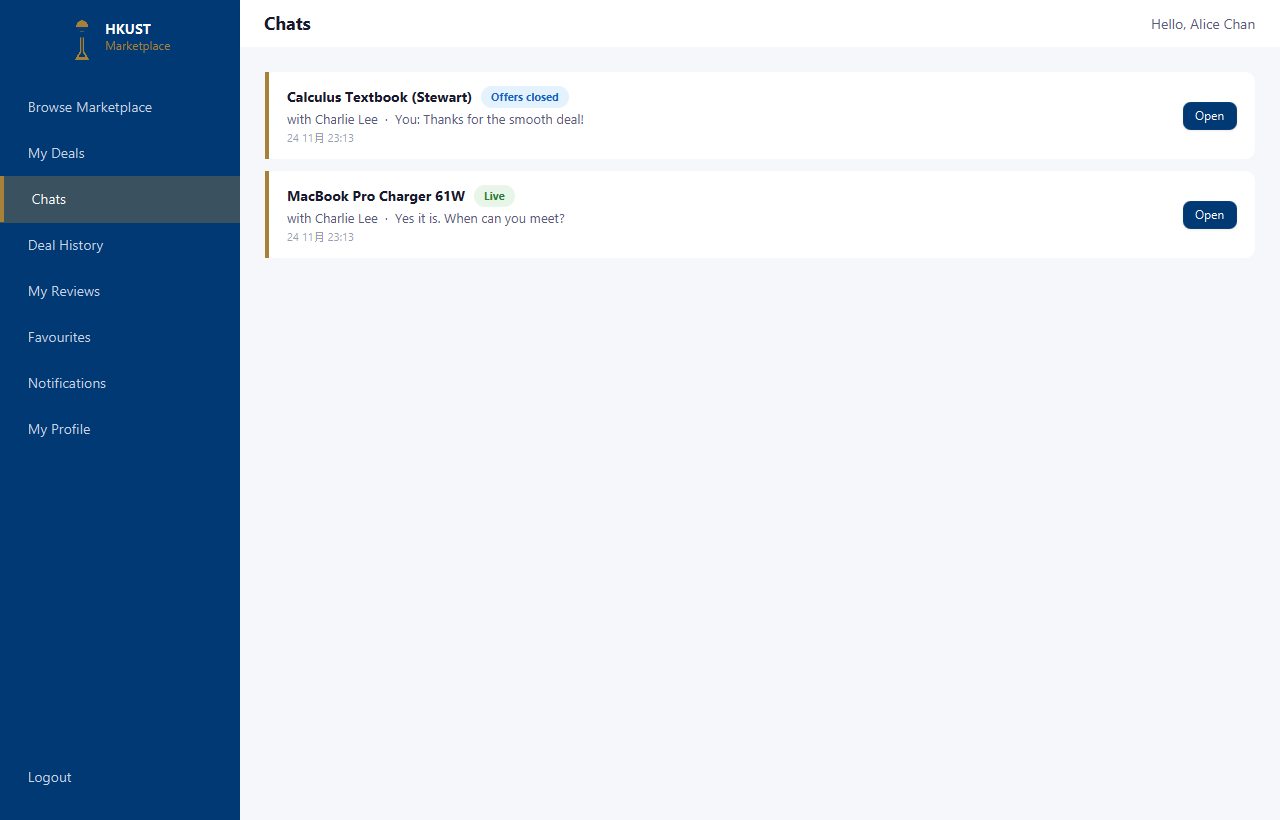 HKUST
Marketplace
Browse Marketplace
My Deals
Chats
Deal History
My Reviews
Favourites
Notifications
My Profile
Logout
Chats
Hello, Alice Chan
Calculus Textbook (Stewart) Offers closed
with Charlie Lee · You: Thanks for the smooth deal!
24 11月 23:13
Open
MacBook Pro Charger 61W Live
with Charlie Lee · Yes it is. When can you meet?
24 11月 23:13
Open